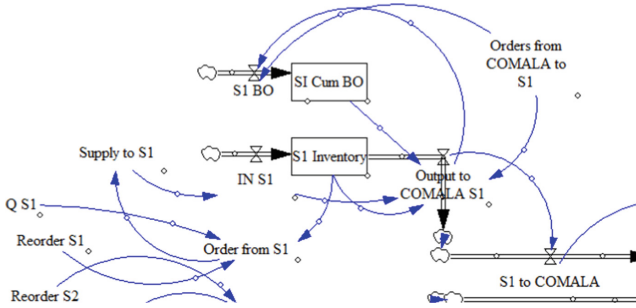 Orders from
COMALA to
S1
S1 BO
SI Cum BO
Supply to S1
IN S1
S1 Inventory
Output to
COMALA S1
Q S1
Reorder S1
Order from S1
S1 to COMALA
Reorder S2